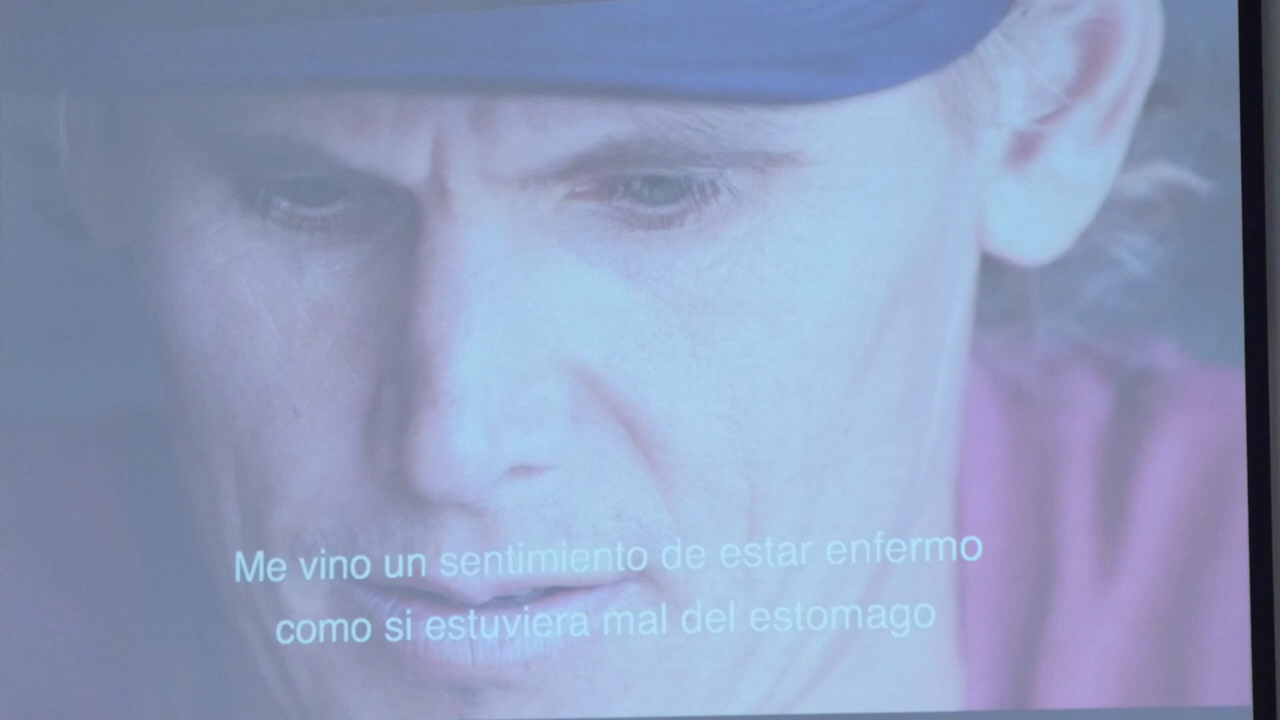 Me vino un sentimiento de estar enfermo
como si estuviera mal del estomago